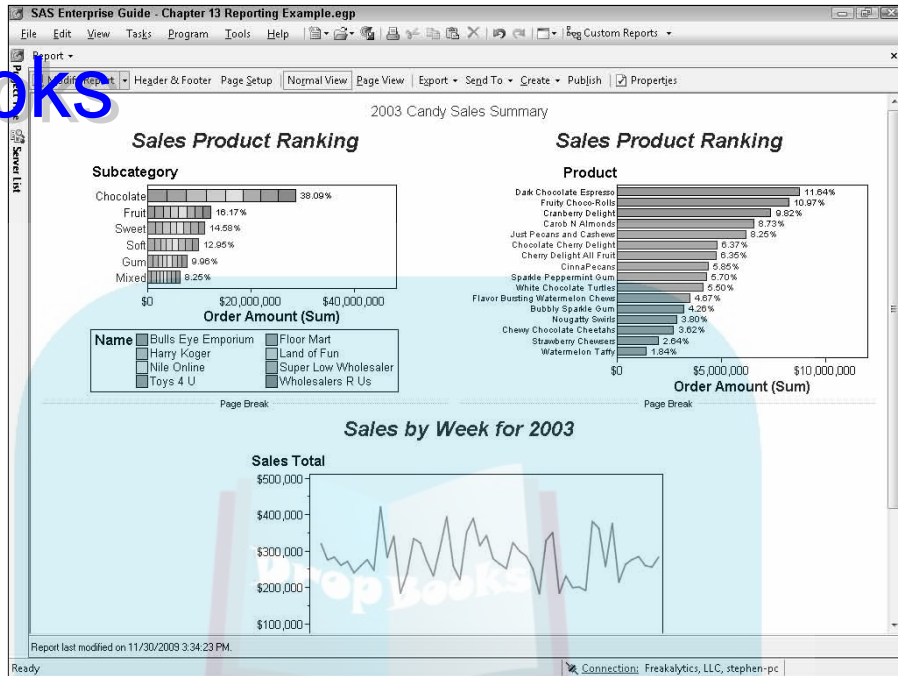 SAS Enterprise Guide - Chapter 13 Reporting Example.egp
File Edit View Tasks Program Tools Help Custom Reports
Report
Modify Report Header & Footer Page Setup Normal View Page View Export Send To Create Publish Properties
oks
Server List
2003 Candy Sales Summary
Sales Product Ranking
Subcategory
Chocolate 38.09%
Fruit 16.17%
Sweet 14.58%
Soft 12.95%
Gum 9.96%
Mixed 8.25%
$0 $20,000,000 $40,000,000
Order Amount (Sum)
Name Bulls Eye Emporium Floor Mart
Harry Koger Land of Fun
Nile Online Super Low Wholesaler
Toys 4 U Wholesalers R Us
Page Break
Sales Product Ranking
Product
Dark Chocolate Espresso 11.64%
Fruity Choco-Rolls 10.97%
Cranberry Delight 9.82%
Carob N Almonds 8.73%
Just Pecans and Cashews 8.25%
Chocolate Cherry Delight 6.37%
Cherry Delight All Fruit 6.35%
CinnaPecans 5.85%
Sparkle Peppermint Gum 5.70%
White Chocolate Turtles 5.50%
Flavor Bursting Watermelon Chews 4.67%
Bubbly Sparkle Gum 4.26%
Nougatty Swirls 3.80%
Chewy Chocolate Cheetahs 3.62%
Strawberry Chewsers 2.64%
Watermelon Taffy 1.84%
$0 $5,000,000 $10,000,000
Order Amount (Sum)
Page Break
Sales by Week for 2003
Sales Total
$500,000
$400,000
$300,000
$200,000
$100,000
Drop Books
Report last modified on 11/30/2009 3:34:23 PM.
Ready Connection: Freakalytics, LLC, stephen-pc